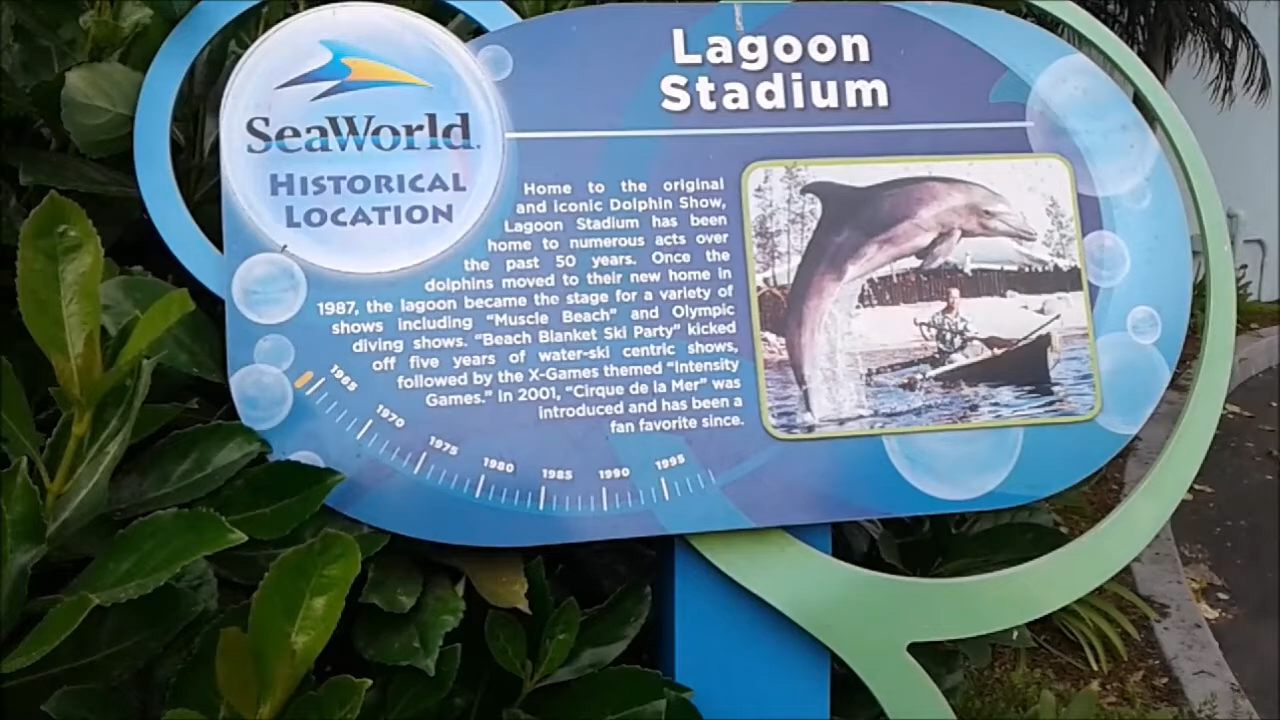 SeaWorld.
HISTORICAL
LOCATION
Lagoon
Stadium
Home to the original
and iconic Dolphin Show,
Lagoon Stadium has been
home to numerous acts over
the past 50 years. Once the
dolphins moved to their new home in
1987, the lagoon became the stage for a variety of
shows including “Muscle Beach” and Olympic
diving shows. “Beach Blanket Ski Party” kicked
off five years of water-ski centric shows,
followed by the X-Games themed “Intensity
Games.” In 2001, “Cirque de la Mer” was
introduced and has been a
fan favorite since.
1965
1970
1975
1980
1985
1990
1995